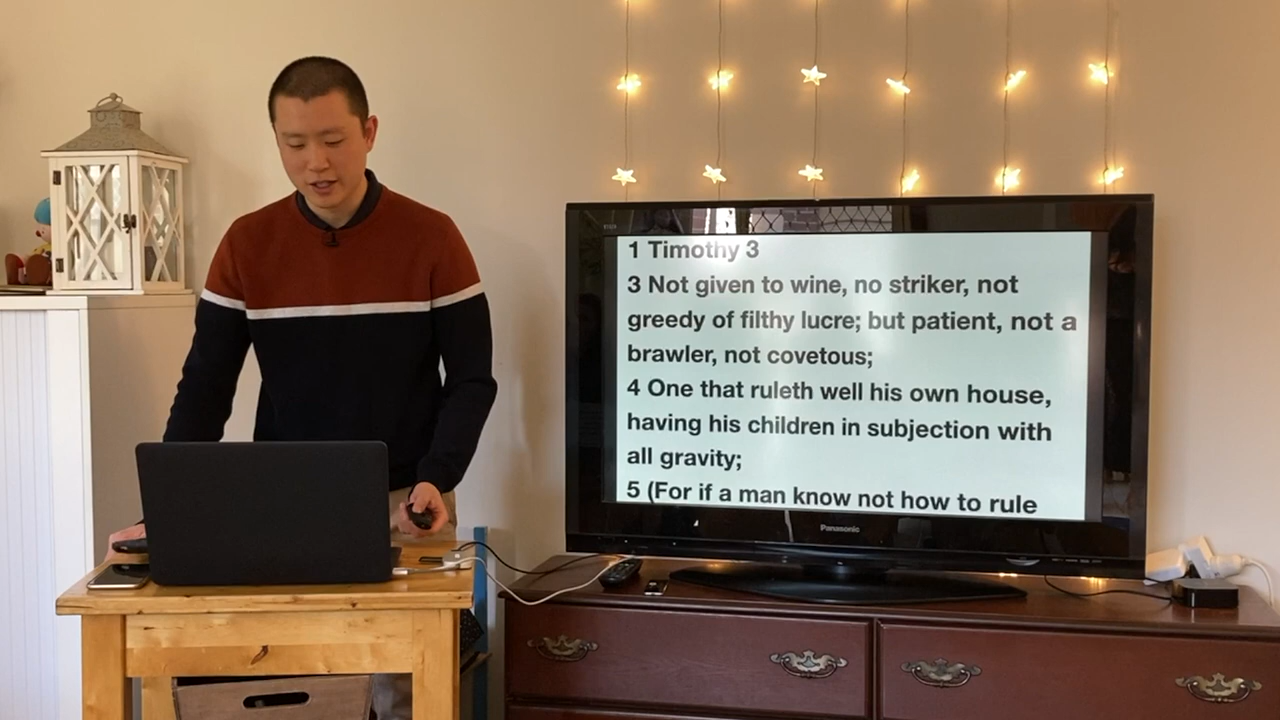 1 Timothy 3
3 Not given to wine, no striker, not
greedy of filthy lucre; but patient, not a
brawler, not covetous;
4 One that ruleth well his own house,
having his children in subjection with
all gravity;
5 (For if a man know not how to rule
Panasonic